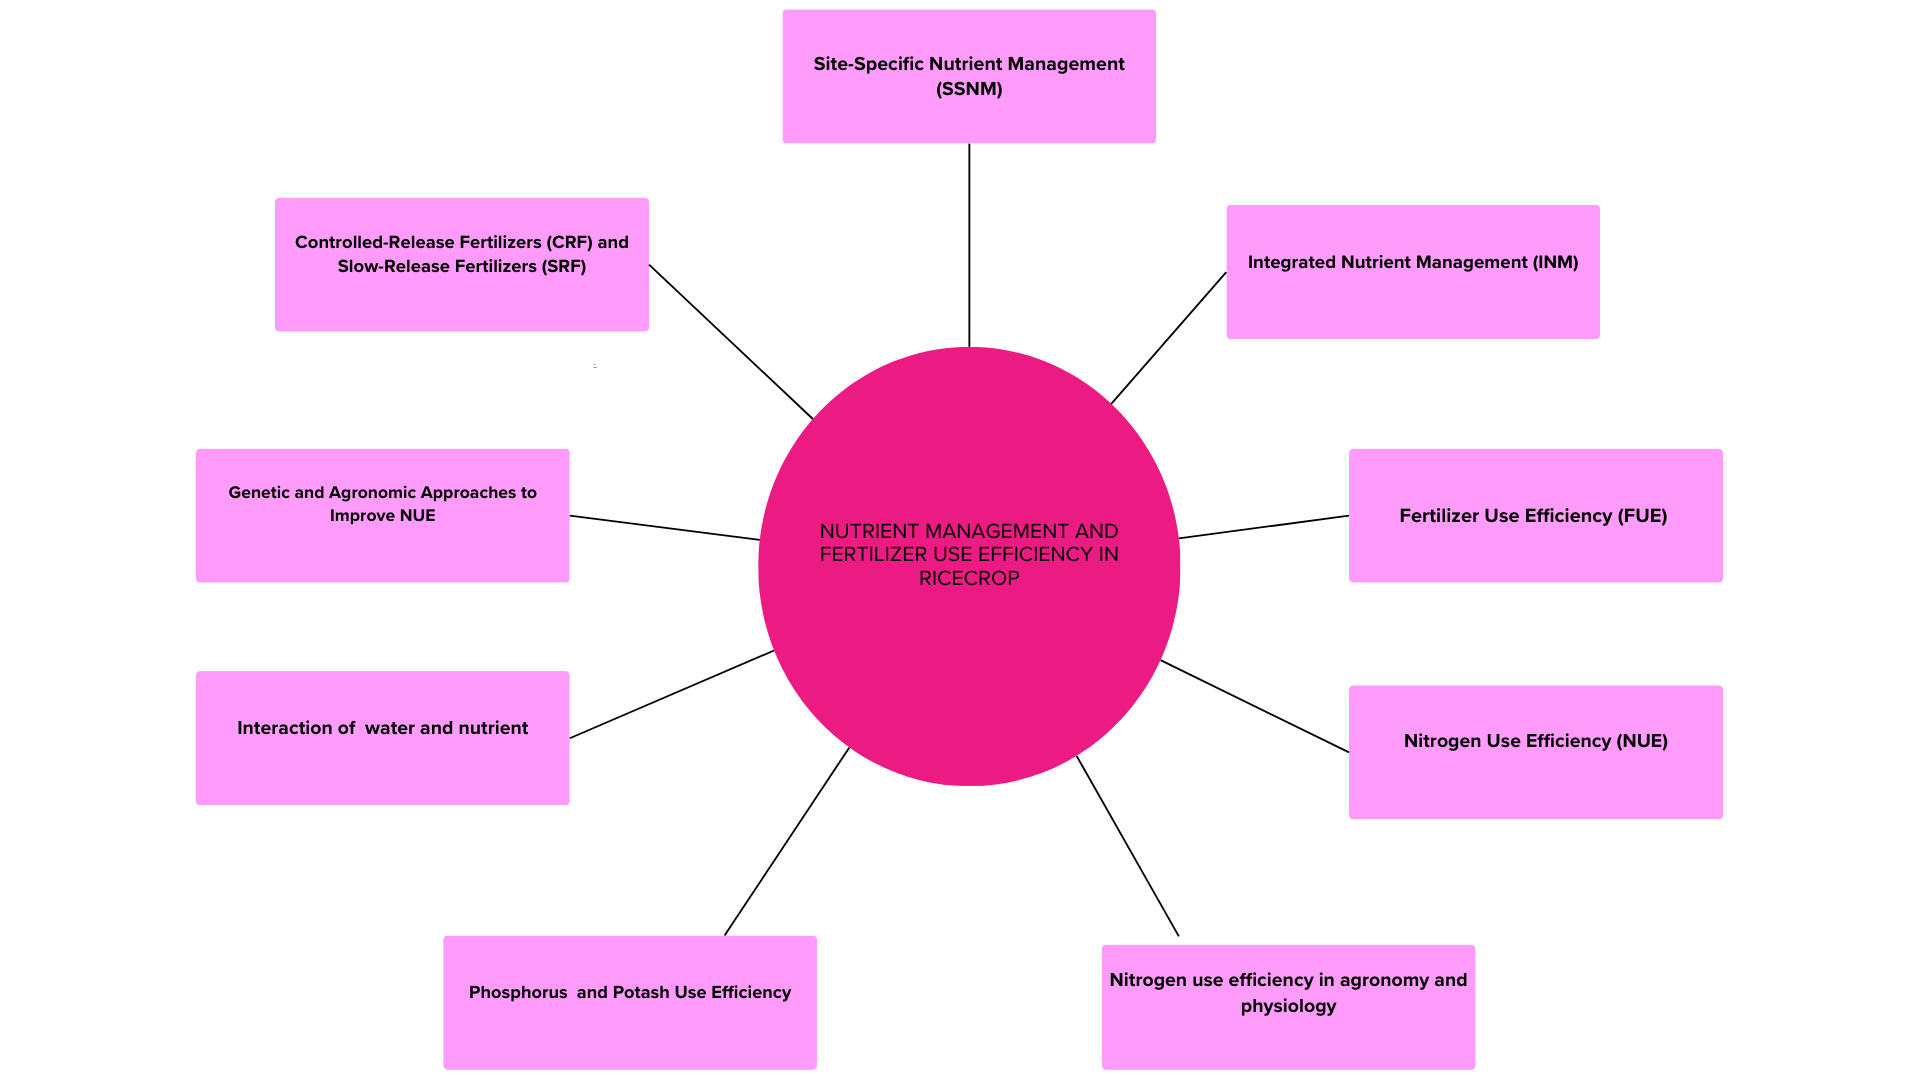 Site-Specific Nutrient Management
(SSNM)
Controlled-Release Fertilizers (CRF) and
Slow-Release Fertilizers (SRF)
Integrated Nutrient Management (INM)
Genetic and Agronomic Approaches to
Improve NUE
NUTRIENT MANAGEMENT AND
FERTILIZER USE EFFICIENCY IN
RICECROP
Fertilizer Use Efficiency (FUE)
Interaction of  water and nutrient
Nitrogen Use Efficiency (NUE)
Phosphorus  and Potash Use Efficiency
Nitrogen use efficiency in agronomy and
physiology